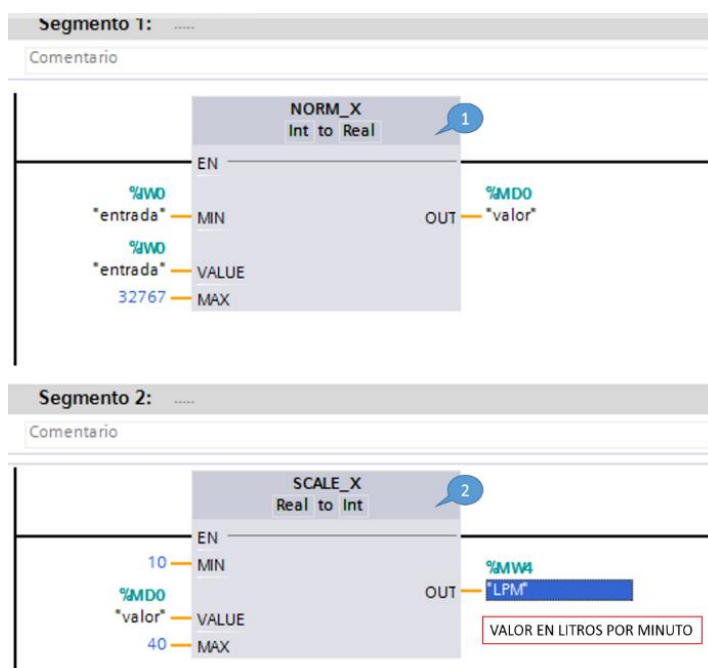 Segmento 1: .....
Comentario
NORM_X
Int to Real
1
EN
%IW0
"entrada"
MIN
%MD0
OUT
"valor"
%IW0
"entrada"
VALUE
32767
MAX
Segmento 2: .....
Comentario
SCALE_X
Real to Int
2
EN
10
MIN
%MW4
OUT
"LPM"
%MD0
"valor"
VALUE
VALOR EN LITROS POR MINUTO
40
MAX